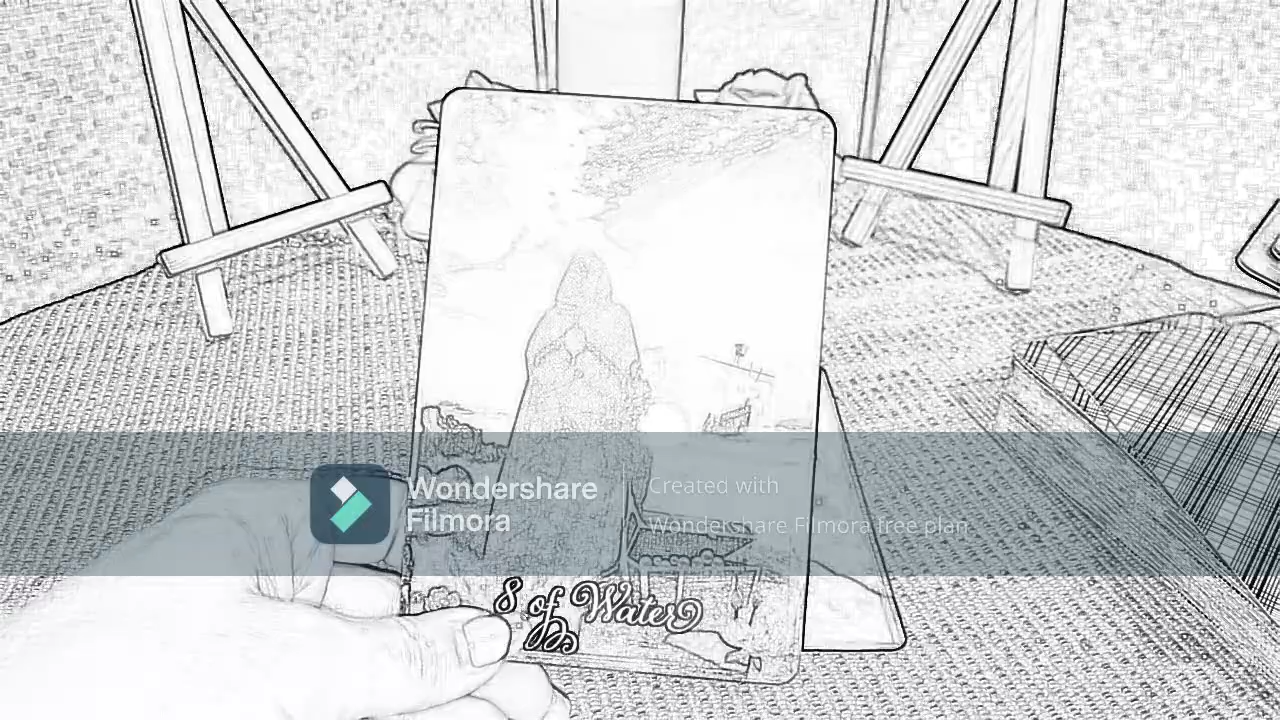 Wondershare
Filmora
Created with
Wondershare Filmora free plan
8 of Water